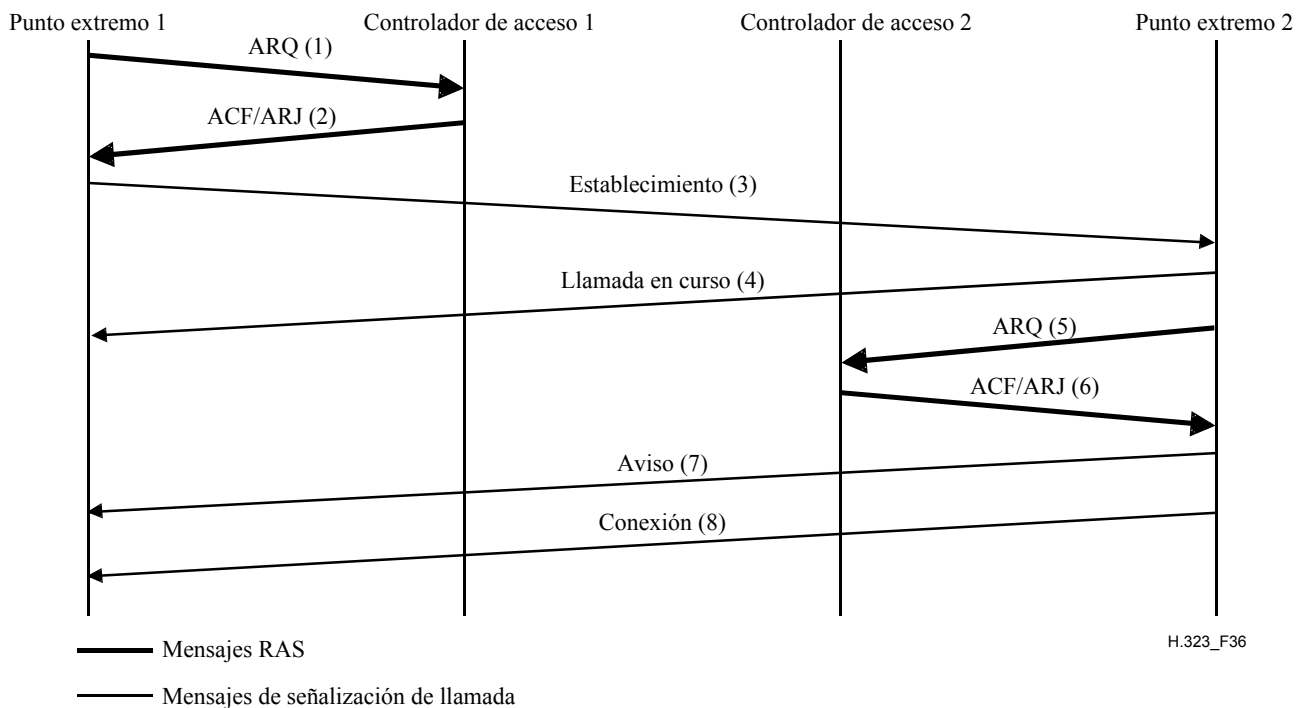 Punto extremo 1
Controlador de acceso 1
Controlador de acceso 2
Punto extremo 2
ARQ (1)
ACF/ARJ (2)
Establecimiento (3)
Llamada en curso (4)
ARQ (5)
ACF/ARJ (6)
Aviso (7)
Conexión (8)
H.323_F36
Mensajes RAS
Mensajes de señalización de llamada